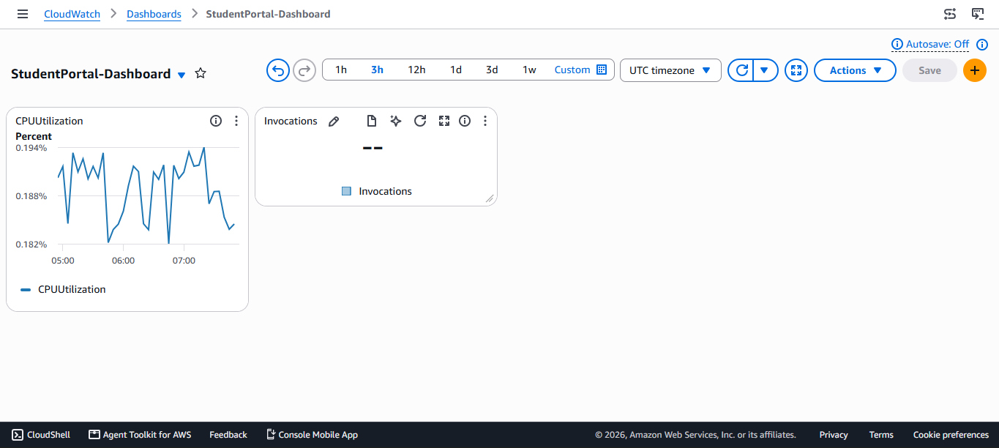 CloudWatch > Dashboards > StudentPortal-Dashboard
Autosave: Off
StudentPortal-Dashboard
1h 3h 12h 1d 3d 1w Custom
UTC timezone
Actions
Save
CPUUtilization
Percent
0.194%
0.188%
0.182%
05:00 06:00 07:00
CPUUtilization
Invocations
--
Invocations
CloudShell Agent Toolkit for AWS Feedback Console Mobile App © 2026, Amazon Web Services, Inc. or its affiliates. Privacy Terms Cookie preferences